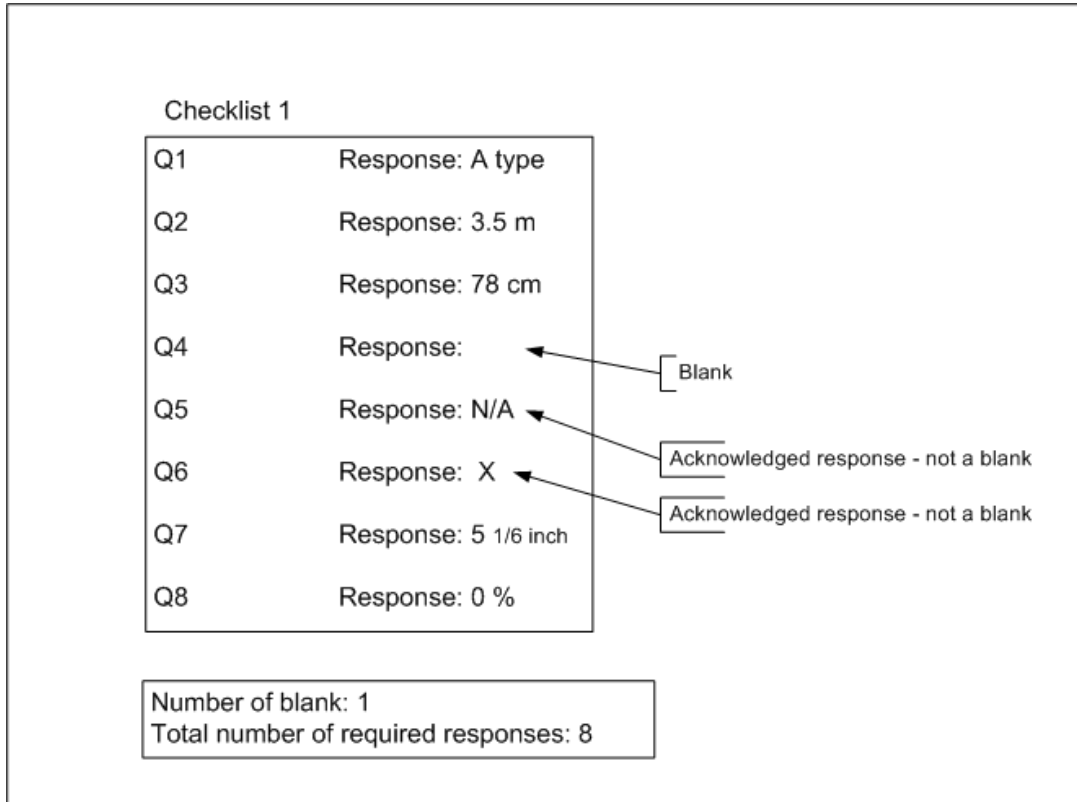 Checklist 1
Q1 Response: A type
Q2 Response: 3.5 m
Q3 Response: 78 cm
Q4 Response:
Blank
Q5 Response: N/A
Acknowledged response - not a blank
Q6 Response: X
Acknowledged response - not a blank
Q7 Response: 5 1/6 inch
Q8 Response: 0 %
Number of blank: 1
Total number of required responses: 8